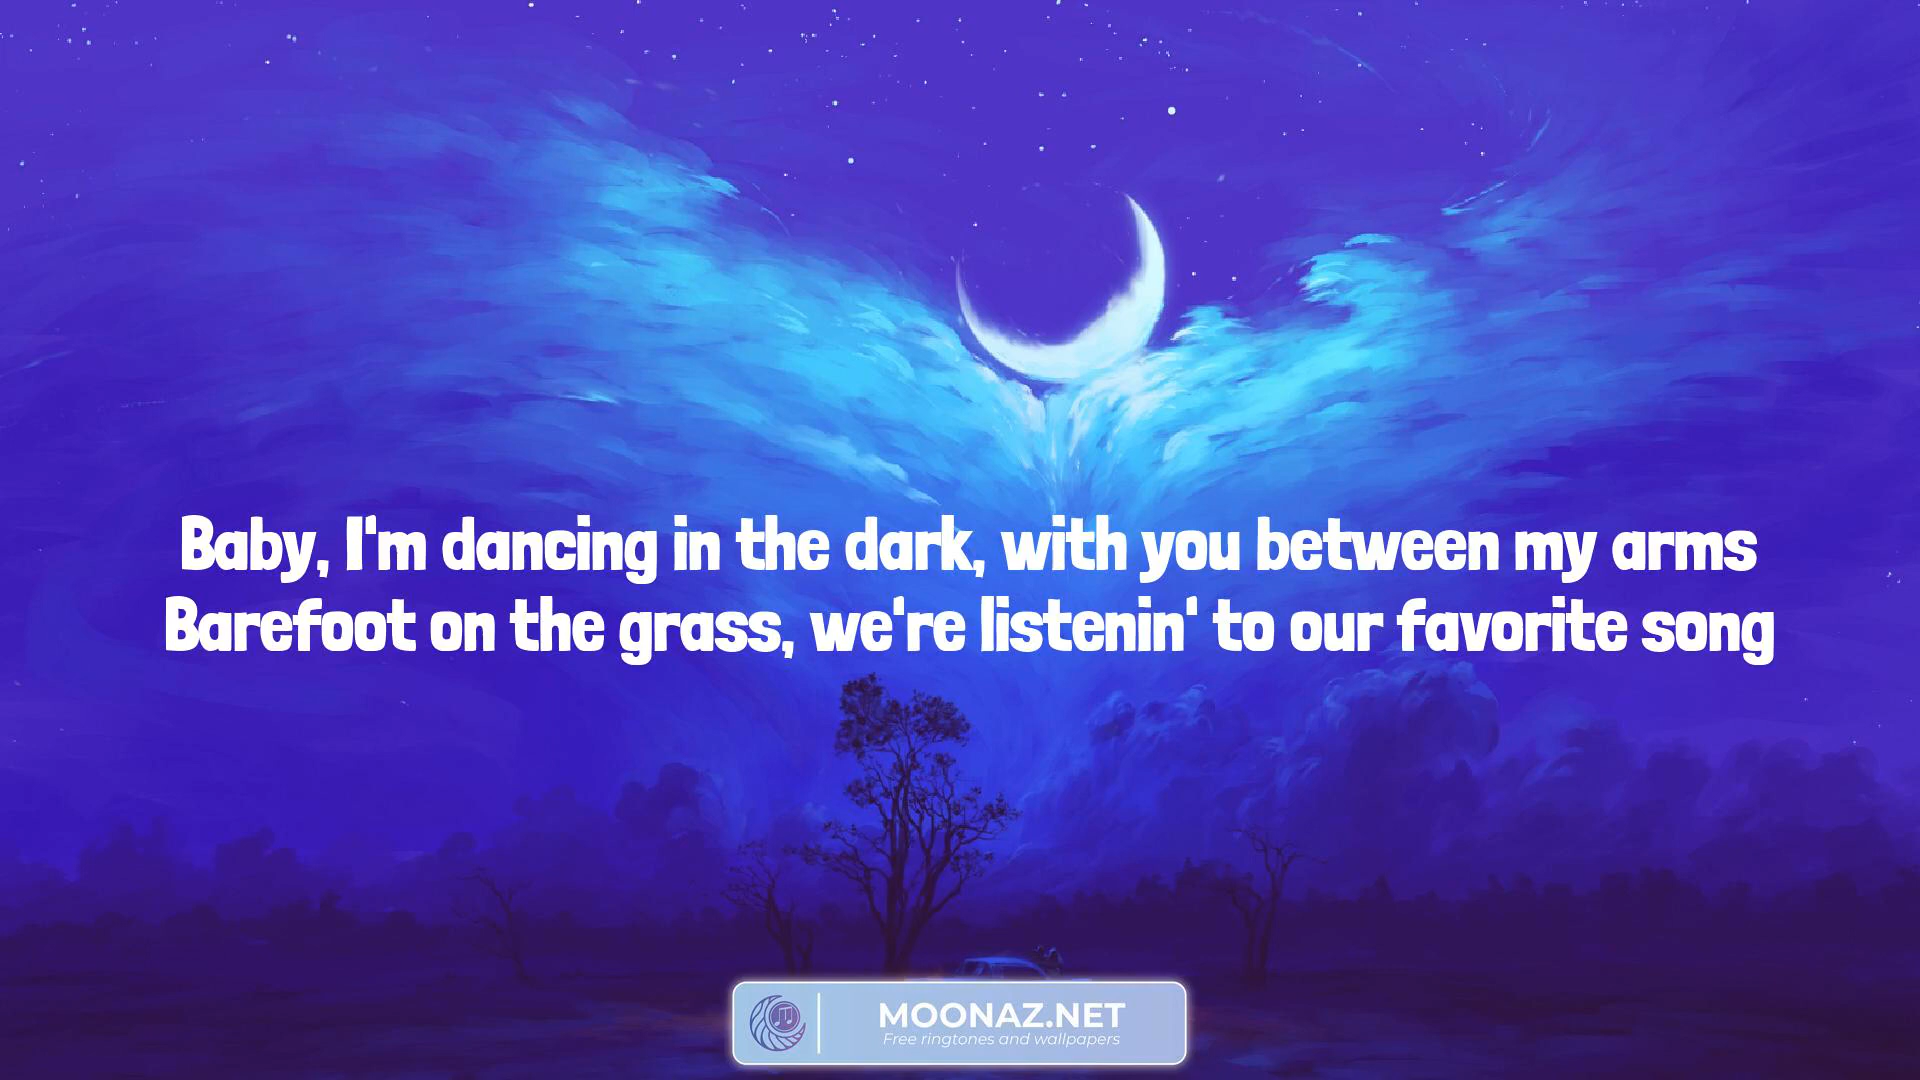 Baby, I'm dancing in the dark, with you between my arms
Barefoot on the grass, we're listenin' to our favorite song
MOONAZ.NET
Free ringtones and wallpapers